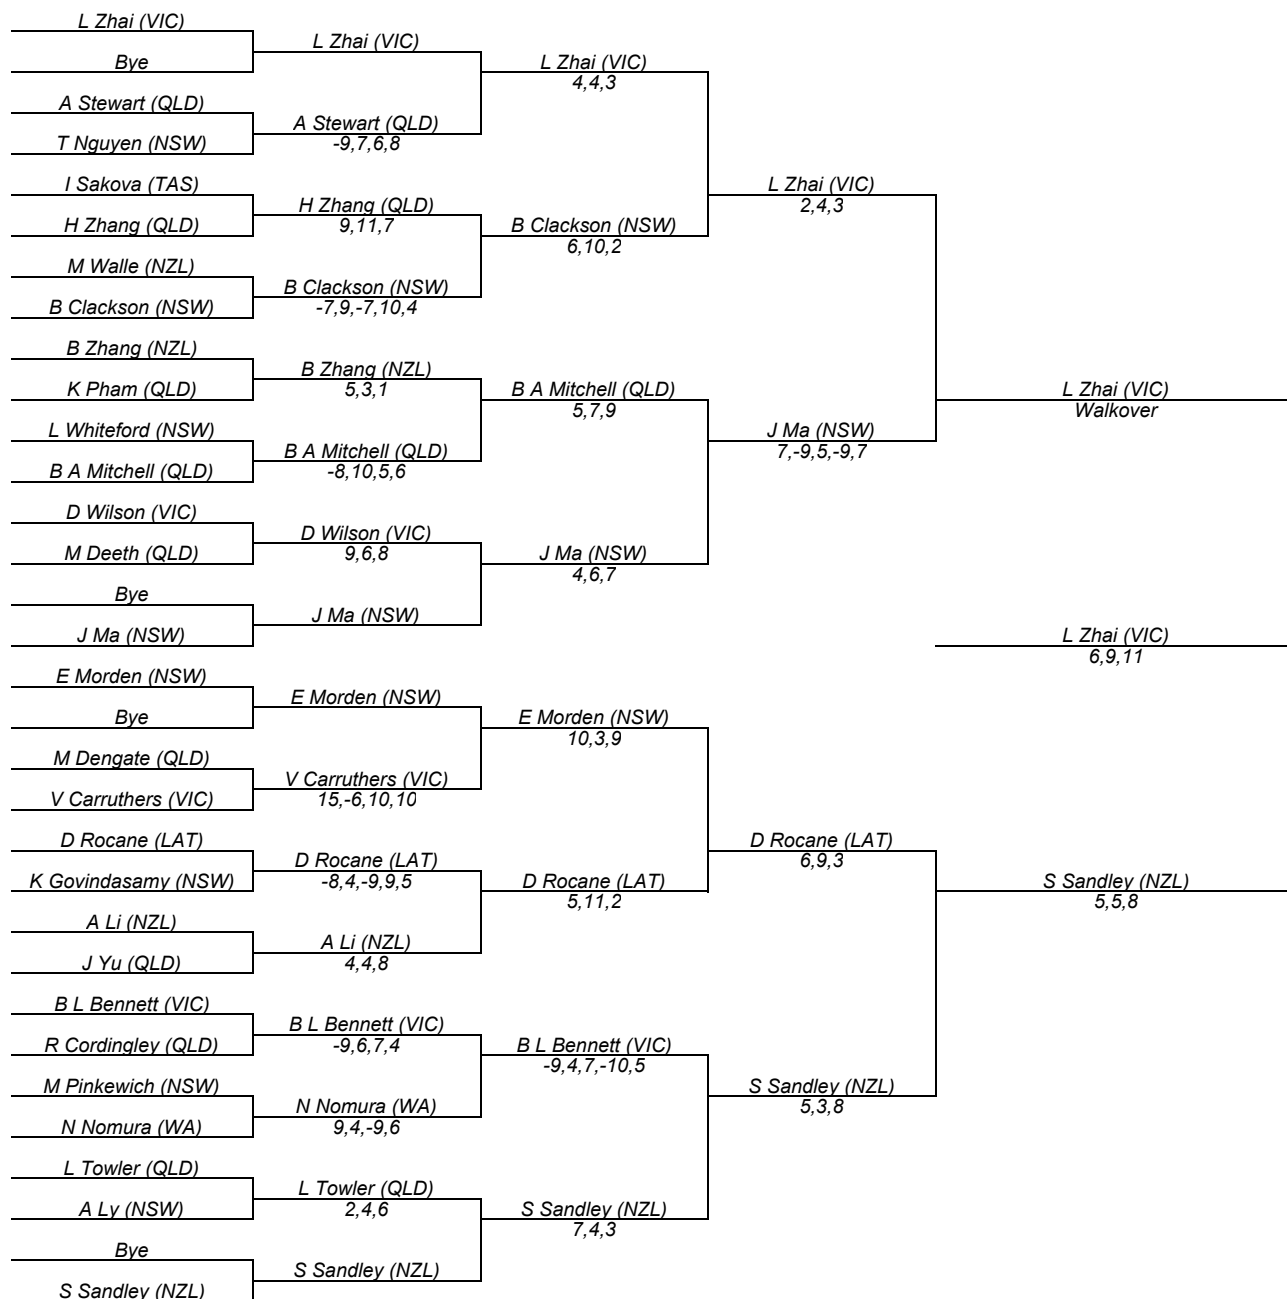 L Zhai (VIC)
Bye
A Stewart (QLD)
T Nguyen (NSW)
I Sakova (TAS)
H Zhang (QLD)
M Walle (NZL)
B Clackson (NSW)
B Zhang (NZL)
K Pham (QLD)
L Whiteford (NSW)
B A Mitchell (QLD)
D Wilson (VIC)
M Deeth (QLD)
Bye
J Ma (NSW)
E Morden (NSW)
Bye
M Dengate (QLD)
V Carruthers (VIC)
D Rocane (LAT)
K Govindasamy (NSW)
A Li (NZL)
J Yu (QLD)
B L Bennett (VIC)
R Cordingley (QLD)
M Pinkewich (NSW)
N Nomura (WA)
L Towler (QLD)
A Ly (NSW)
Bye
S Sandley (NZL)
L Zhai (VIC)
A Stewart (QLD)
-9,7,6,8
H Zhang (QLD)
9,11,7
B Clackson (NSW)
-7,9,-7,10,4
B Zhang (NZL)
5,3,1
B A Mitchell (QLD)
-8,10,5,6
D Wilson (VIC)
9,6,8
J Ma (NSW)
E Morden (NSW)
V Carruthers (VIC)
15,-6,10,10
D Rocane (LAT)
-8,4,-9,9,5
A Li (NZL)
4,4,8
B L Bennett (VIC)
-9,6,7,4
N Nomura (WA)
9,4,-9,6
L Towler (QLD)
2,4,6
S Sandley (NZL)
L Zhai (VIC)
4,4,3
B Clackson (NSW)
6,10,2
B A Mitchell (QLD)
5,7,9
J Ma (NSW)
4,6,7
E Morden (NSW)
10,3,9
D Rocane (LAT)
5,11,2
B L Bennett (VIC)
-9,4,7,-10,5
S Sandley (NZL)
7,4,3
L Zhai (VIC)
2,4,3
J Ma (NSW)
7,-9,5,-9,7
D Rocane (LAT)
6,9,3
S Sandley (NZL)
5,3,8
L Zhai (VIC)
Walkover
L Zhai (VIC)
6,9,11
S Sandley (NZL)
5,5,8